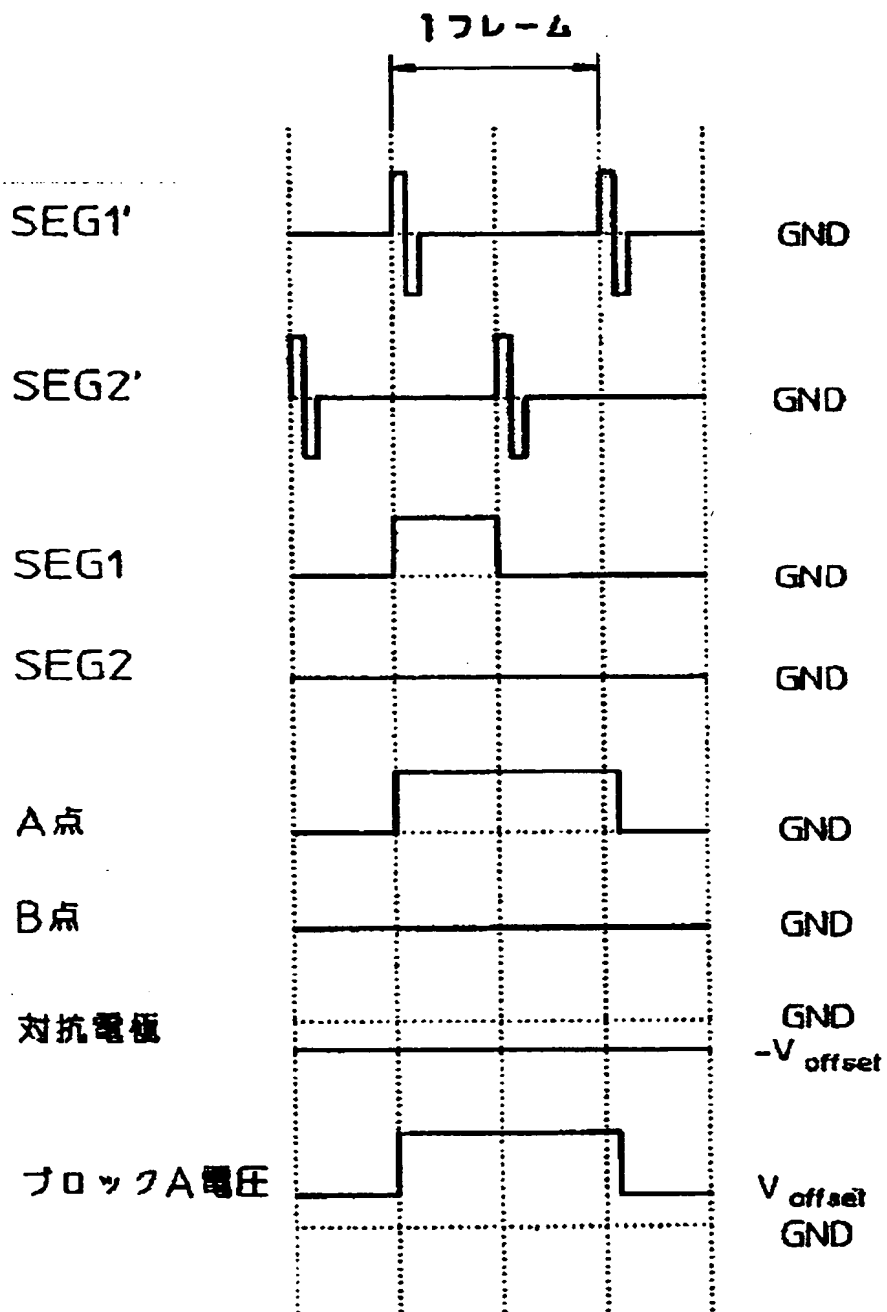 1フレーム
SEG1' GND
SEG2' GND
SEG1 GND
SEG2 GND
A点 GND
B点 GND
対抗電極 GND
-V offset
ブロックA電圧 V offset
GND